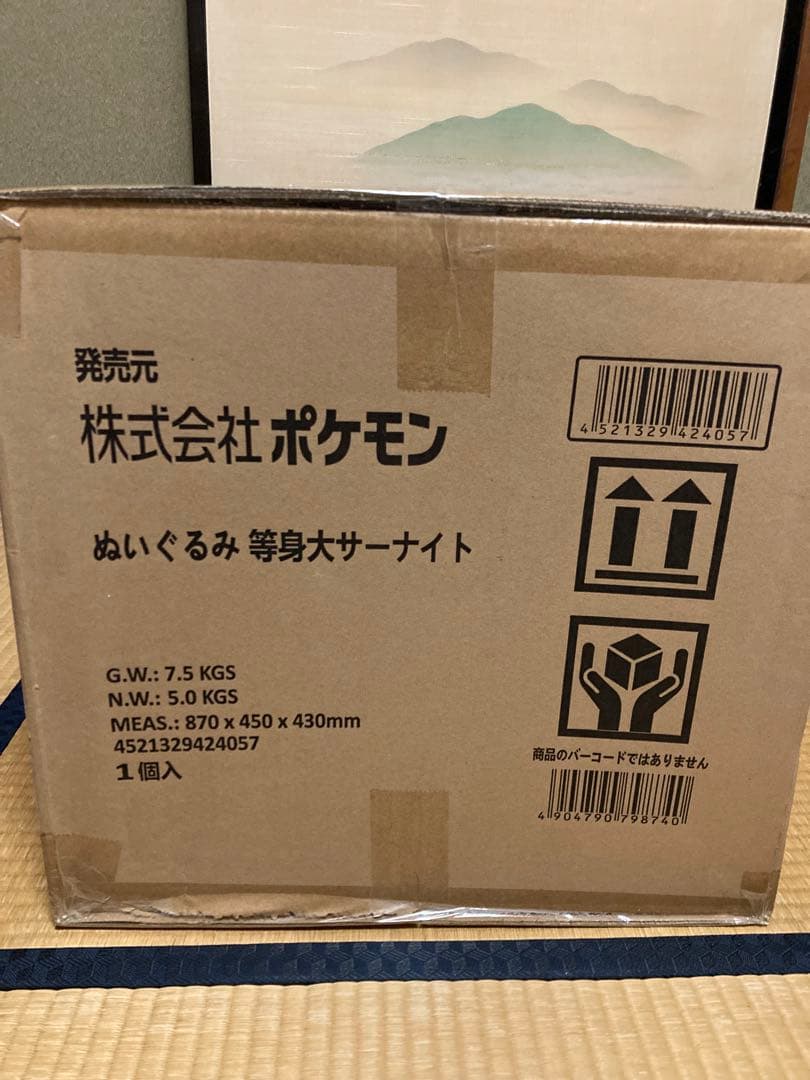 発売元
株式会社ポケモン
4521329424057
ぬいぐるみ 等身大サーナイト
G.W.: 7.5 KGS
N.W.: 5.0 KGS
MEAS.: 870 x 450 x 430mm
4521329424057
1個入
商品のバーコードではありません
4904790798740